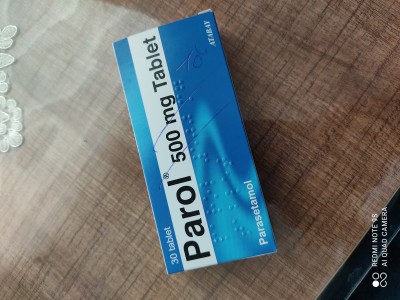 30 tablet
Parol® 500 mg Tablet
Parasetamol
ATABAY
REDMI NOTE 9S
AI QUAD CAMERA